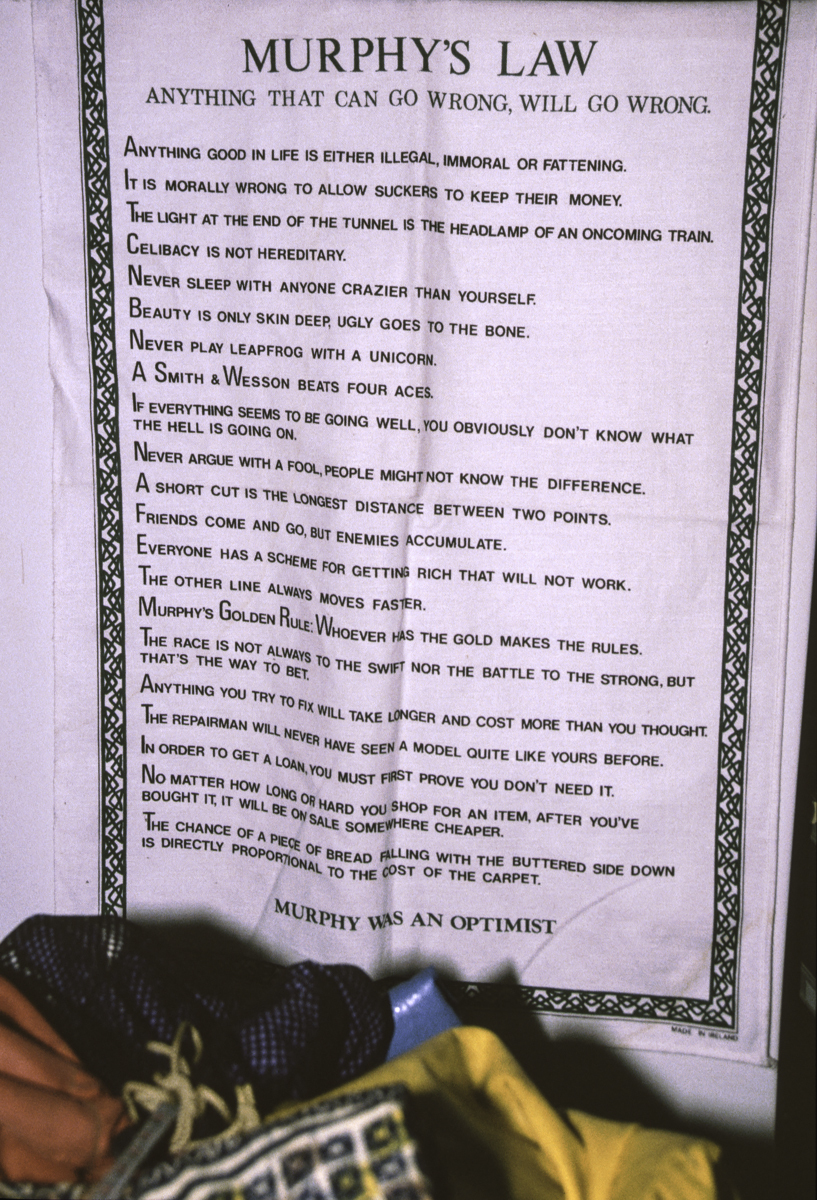 MURPHY'S LAW
ANYTHING THAT CAN GO WRONG, WILL GO WRONG.
ANYTHING GOOD IN LIFE IS EITHER ILLEGAL, IMMORAL OR FATTENING.
IT IS MORALLY WRONG TO ALLOW SUCKERS TO KEEP THEIR MONEY.
THE LIGHT AT THE END OF THE TUNNEL IS THE HEADLAMP OF AN ONCOMING TRAIN.
CELIBACY IS NOT HEREDITARY.
NEVER SLEEP WITH ANYONE CRAZIER THAN YOURSELF.
BEAUTY IS ONLY SKIN DEEP, UGLY GOES TO THE BONE.
NEVER PLAY LEAPFROG WITH A UNICORN.
A SMITH & WESSON BEATS FOUR ACES.
IF EVERYTHING SEEMS TO BE GOING WELL, YOU OBVIOUSLY DON'T KNOW WHAT
THE HELL IS GOING ON.
NEVER ARGUE WITH A FOOL, PEOPLE MIGHT NOT KNOW THE DIFFERENCE.
A SHORT CUT IS THE LONGEST DISTANCE BETWEEN TWO POINTS.
FRIENDS COME AND GO, BUT ENEMIES ACCUMULATE.
EVERYONE HAS A SCHEME FOR GETTING RICH THAT WILL NOT WORK.
THE OTHER LINE ALWAYS MOVES FASTER.
MURPHY'S GOLDEN RULE: WHOEVER HAS THE GOLD MAKES THE RULES.
THE RACE IS NOT ALWAYS TO THE SWIFT NOR THE BATTLE TO THE STRONG, BUT
THAT'S THE WAY TO BET.
ANYTHING YOU TRY TO FIX WILL TAKE LONGER AND COST MORE THAN YOU THOUGHT.
THE REPAIRMAN WILL NEVER HAVE SEEN A MODEL QUITE LIKE YOURS BEFORE.
IN ORDER TO GET A LOAN, YOU MUST FIRST PROVE YOU DON'T NEED IT.
NO MATTER HOW LONG OR HARD YOU SHOP FOR AN ITEM, AFTER YOU'VE
BOUGHT IT, IT WILL BE ON SALE SOMEWHERE CHEAPER.
THE CHANCE OF A PIECE OF BREAD FALLING WITH THE BUTTERED SIDE DOWN
IS DIRECTLY PROPORTIONAL TO THE COST OF THE CARPET.
MURPHY WAS AN OPTIMIST
MADE IN IRELAND